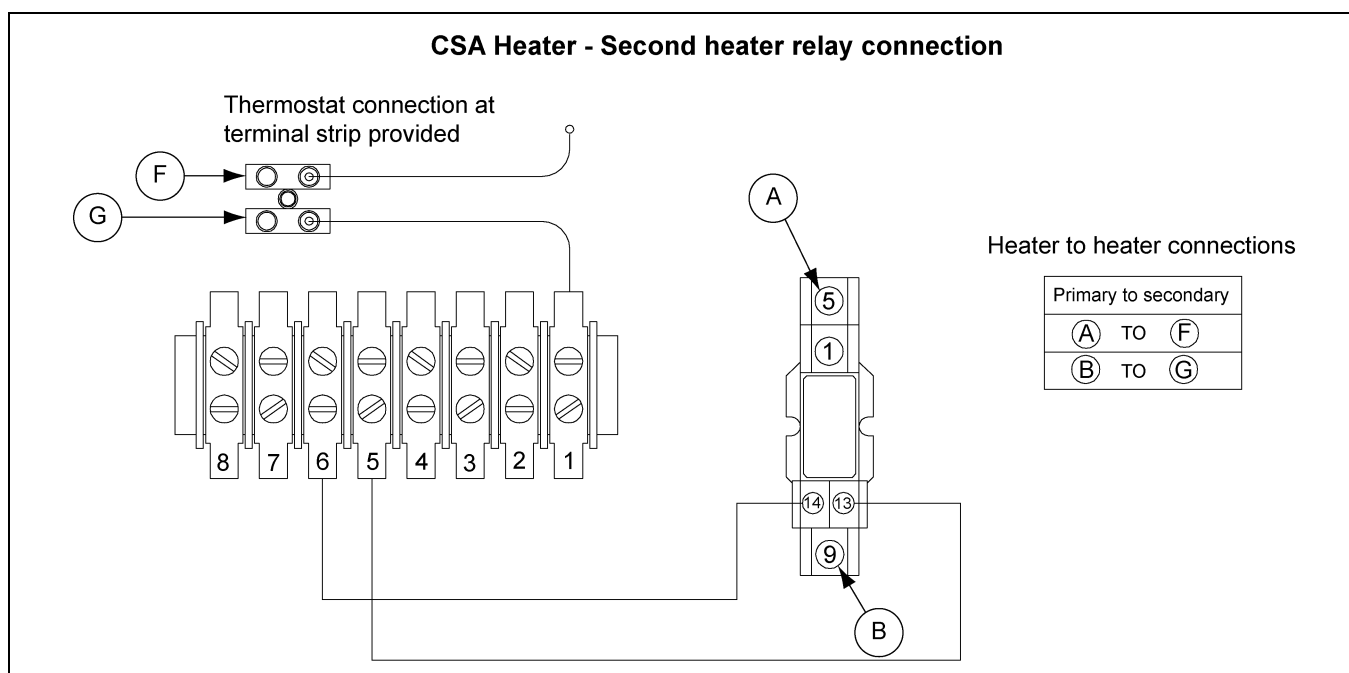 CSA Heater - Second heater relay connection
Thermostat connection at
terminal strip provided
F
G
A
5
1
Heater to heater connections
Primary to secondary
A TO F
B TO G
8 7 6 5 4 3 2 1
14 13
9
B